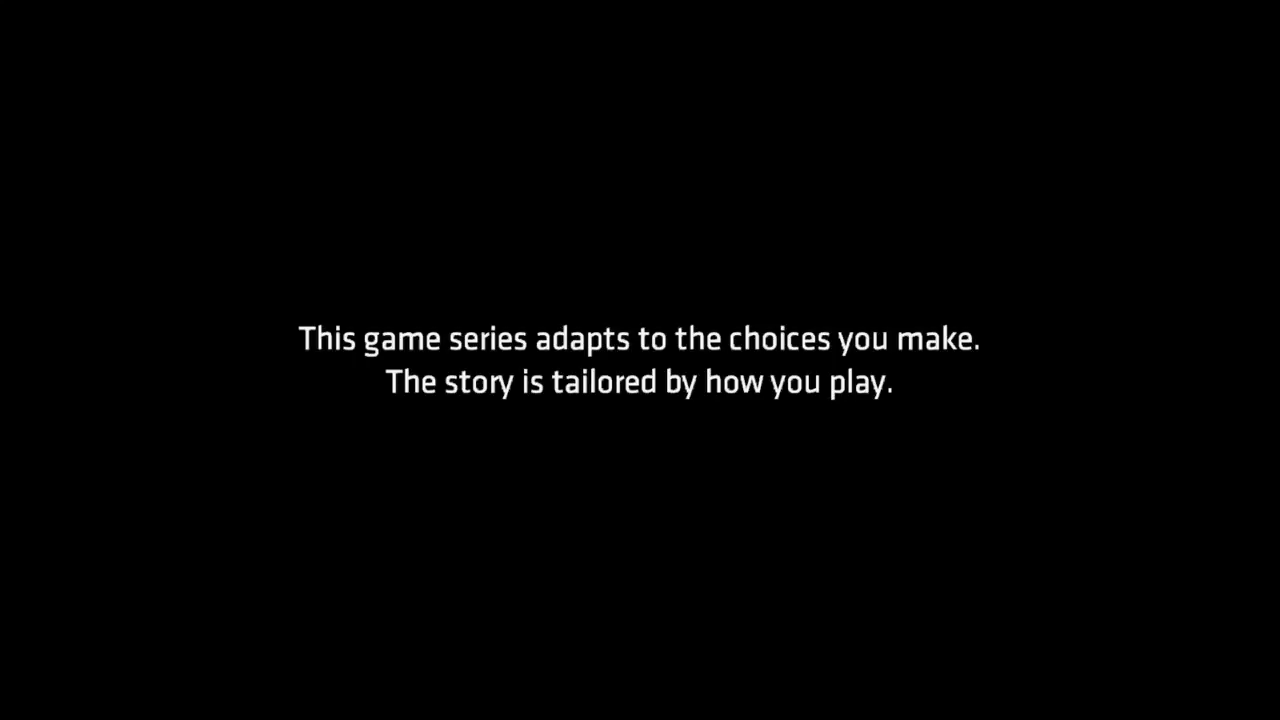 This game series adapts to the choices you make.
The story is tailored by how you play.